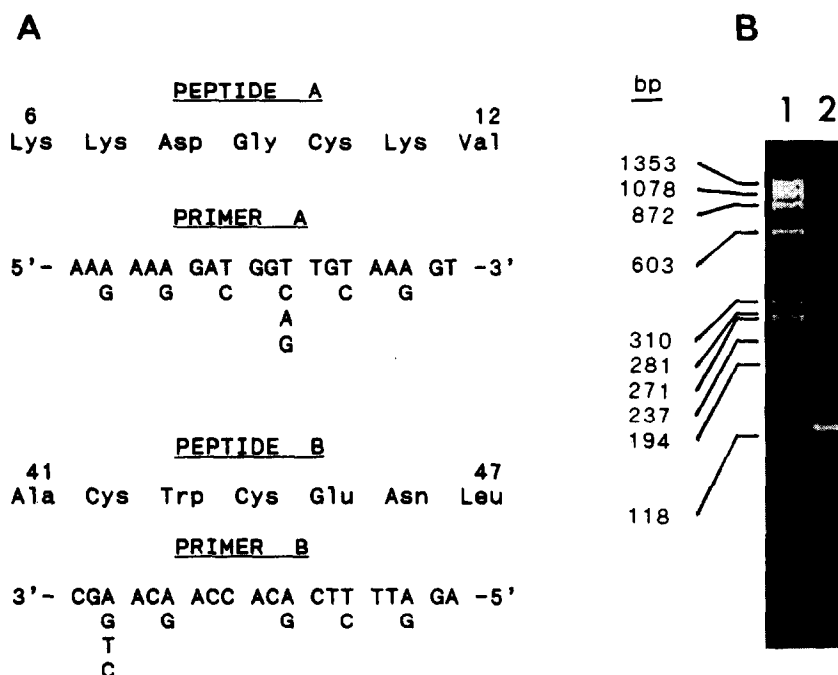 A
PEPTIDE A
6 12
Lys Lys Asp Gly Cys Lys Val
PRIMER A
5'- AAA AAA GAT GGT TGT AAA GT -3'
G G C C C G
A
G
PEPTIDE B
41 47
Ala Cys Trp Cys Glu Asn Leu
PRIMER B
3'- CGA ACA ACC ACA CTT TTA GA -5'
G G G C G
T
C
B
bp
1 2
1353
1078
872
603
310
281
271
237
194
118